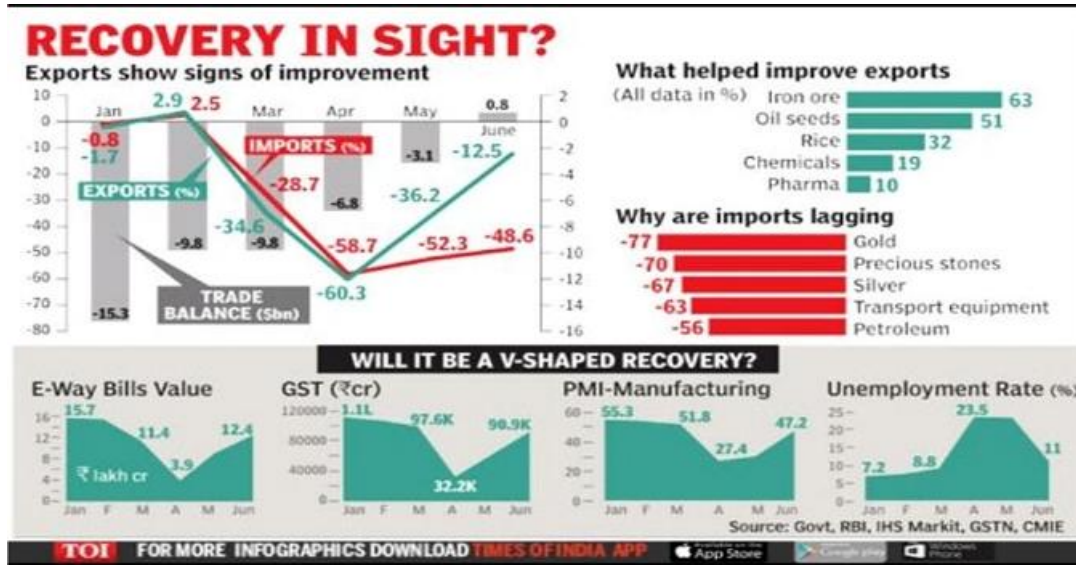 RECOVERY IN SIGHT?
Exports show signs of improvement
10
0
-10
-20
-30
-40
-50
-60
-70
-80
Jan
Mar
Apr
May
June
2.9
2.5
-0.8
-1.7
IMPORTS (%)
EXPORTS (%)
-28.7
-34.6
-58.7
-60.3
-52.3
-36.2
-48.6
-12.5
TRADE
BALANCE ($bn)
-15.3
-9.8
-9.8
-6.8
-3.1
0.8
2
0
-2
-4
-6
-8
-10
-12
-14
-16
What helped improve exports
(All data in %)
Iron ore 63
Oil seeds 51
Rice 32
Chemicals 19
Pharma 10
Why are imports lagging
-77 Gold
-70 Precious stones
-67 Silver
-63 Transport equipment
-56 Petroleum
WILL IT BE A V-SHAPED RECOVERY?
E-Way Bills Value
16
12
8
4
0
15.7
11.4
3.9
12.4
₹ lakh cr
Jan F M A M Jun
GST (₹cr)
120000
80000
40000
0
1.1L
97.6K
32.2K
90.9K
Jan F M A M Jun
PMI-Manufacturing
60
40
20
0
55.3
51.8
27.4
47.2
Jan F M A M Jun
Unemployment Rate (%)
25
20
15
10
5
0
7.2
8.8
23.5
11
Jan F M A M Jun
Source: Govt, RBI, IHS Markit, GSTN, CMIE
TOI FOR MORE INFOGRAPHICS DOWNLOAD TIMES OF INDIA APP
App Store
Google play
Windows
Phone